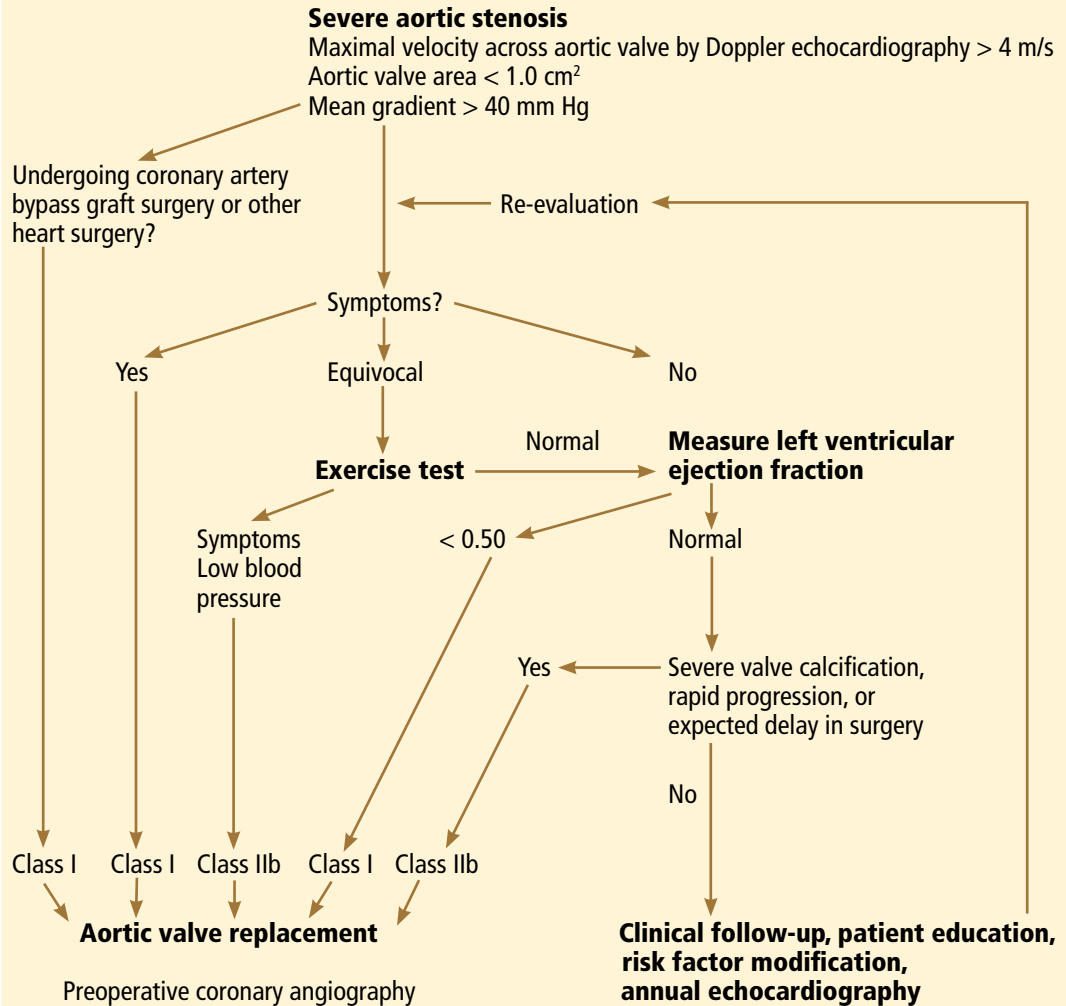 Severe aortic stenosis
Maximal velocity across aortic valve by Doppler echocardiography > 4 m/s
Aortic valve area < 1.0 cm²
Mean gradient > 40 mm Hg
Undergoing coronary artery
bypass graft surgery or other
heart surgery?
Re-evaluation
Symptoms?
Yes
Equivocal
No
Exercise test
Normal
Measure left ventricular
ejection fraction
Symptoms
Low blood
pressure
< 0.50
Normal
Yes
Severe valve calcification,
rapid progression, or
expected delay in surgery
No
Class I
Class I
Class IIb
Class I
Class IIb
Aortic valve replacement
Preoperative coronary angiography
Clinical follow-up, patient education,
risk factor modification,
annual echocardiography